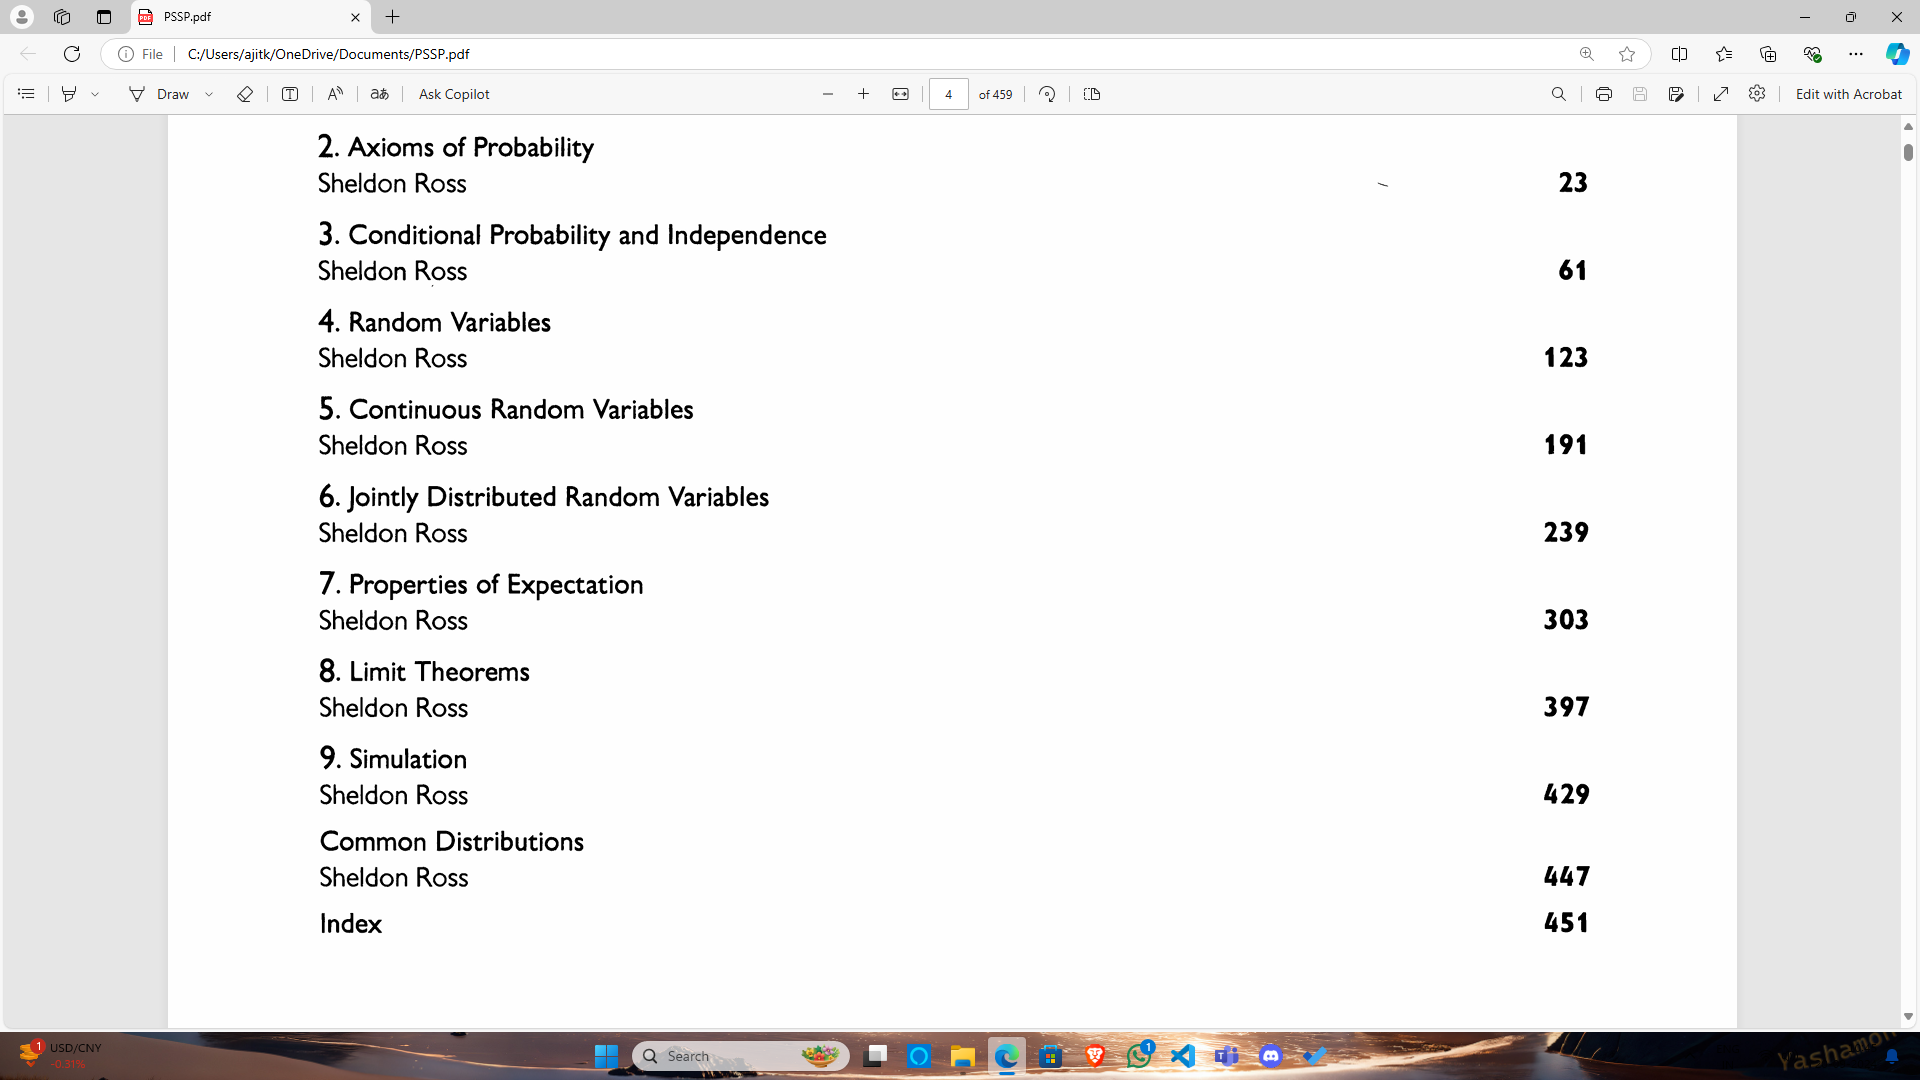 PSSP.pdf
File
C:/Users/ajitk/OneDrive/Documents/PSSP.pdf
Draw
aあ
Ask Copilot
4 of 459
Edit with Acrobat
2. Axioms of Probability
Sheldon Ross 23
3. Conditional Probability and Independence
Sheldon Ross 61
4. Random Variables
Sheldon Ross 123
5. Continuous Random Variables
Sheldon Ross 191
6. Jointly Distributed Random Variables
Sheldon Ross 239
7. Properties of Expectation
Sheldon Ross 303
8. Limit Theorems
Sheldon Ross 397
9. Simulation
Sheldon Ross 429
Common Distributions
Sheldon Ross 447
Index 451
1
USD/CNY
-0.31%
Search
1